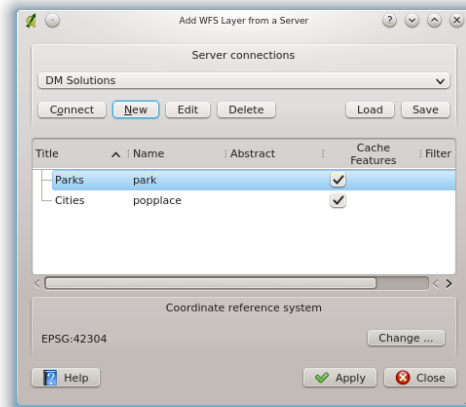 Add WFS Layer from a Server
Server connections
DM Solutions
Connect New Edit Delete Load Save
Title Name Abstract Cache Features Filter
Parks park
Cities popplace
Coordinate reference system
EPSG:42304 Change ...
Help Apply Close